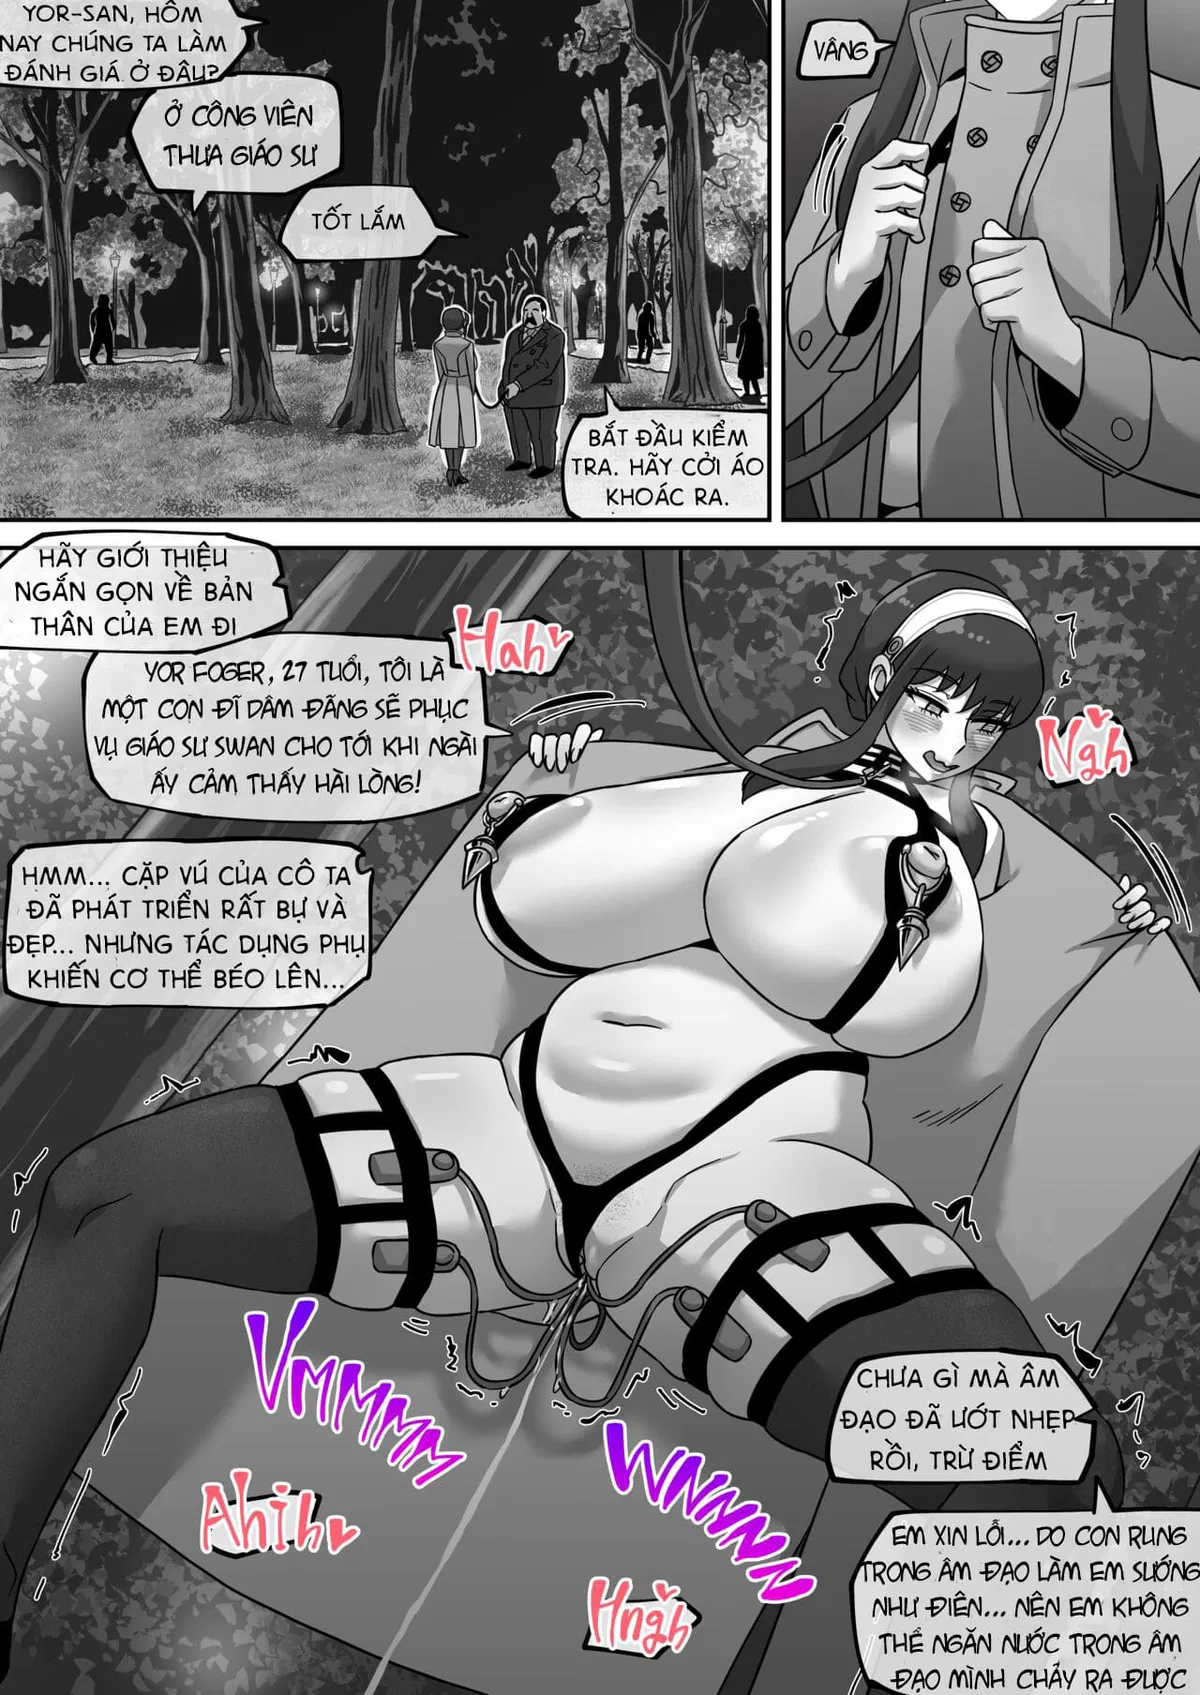 YOR-SAN, HÔM
NAY CHÚNG TA LÀM
ĐÁNH GIÁ Ở ĐÂU?
Ở CÔNG VIÊN
THƯA GIÁO SƯ
TỐT LẮM
BẮT ĐẦU KIỂM
TRA. HÃY CỞI ÁO
KHOÁC RA.
VÂNG
HÃY GIỚI THIỆU
NGẮN GỌN VỀ BẢN
THÂN CỦA EM ĐI
YOR FOGER, 27 TUỔI, TÔI LÀ
MỘT CON ĐĨ DÂM ĐÃNG SẼ PHỤC
VỤ GIÁO SƯ SWAN CHO TỚI KHI NGÀI
ẤY CẢM THẤY HÀI LÒNG!
Hah
Ngh
HMM... CẶP VÚ CỦA CÔ TA
ĐÃ PHÁT TRIỂN RẤT BỰ VÀ
ĐẸP... NHƯNG TÁC DỤNG PHỤ
KHIẾN CƠ THỂ BÉO LÊN...
VMMMM
WNNNN
Ahih
Hngh
CHƯA GÌ MÀ ÂM
ĐẠO ĐÃ ƯỚT NHẸP
RỒI, TRỪ ĐIỂM
EM XIN LỖI... DO CON RUNG
TRONG ÂM ĐẠO LÀM EM SƯỚNG
NHƯ ĐIÊN... NÊN EM KHÔNG
THỂ NGĂN NƯỚC TRONG ÂM
ĐẠO MÌNH CHẢY RA ĐƯỢC